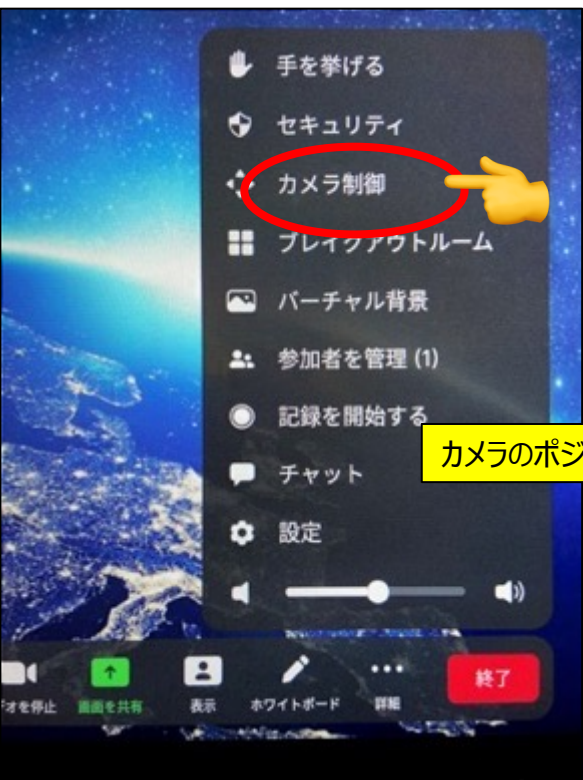 手を挙げる
セキュリティ
カメラ制御
ブレイクアウトルーム
バーチャル背景
参加者を管理 (1)
記録を開始する
カメラのポジ
チャット
設定
デオを停止
画面を共有
表示
ホワイトボード
詳細
終了